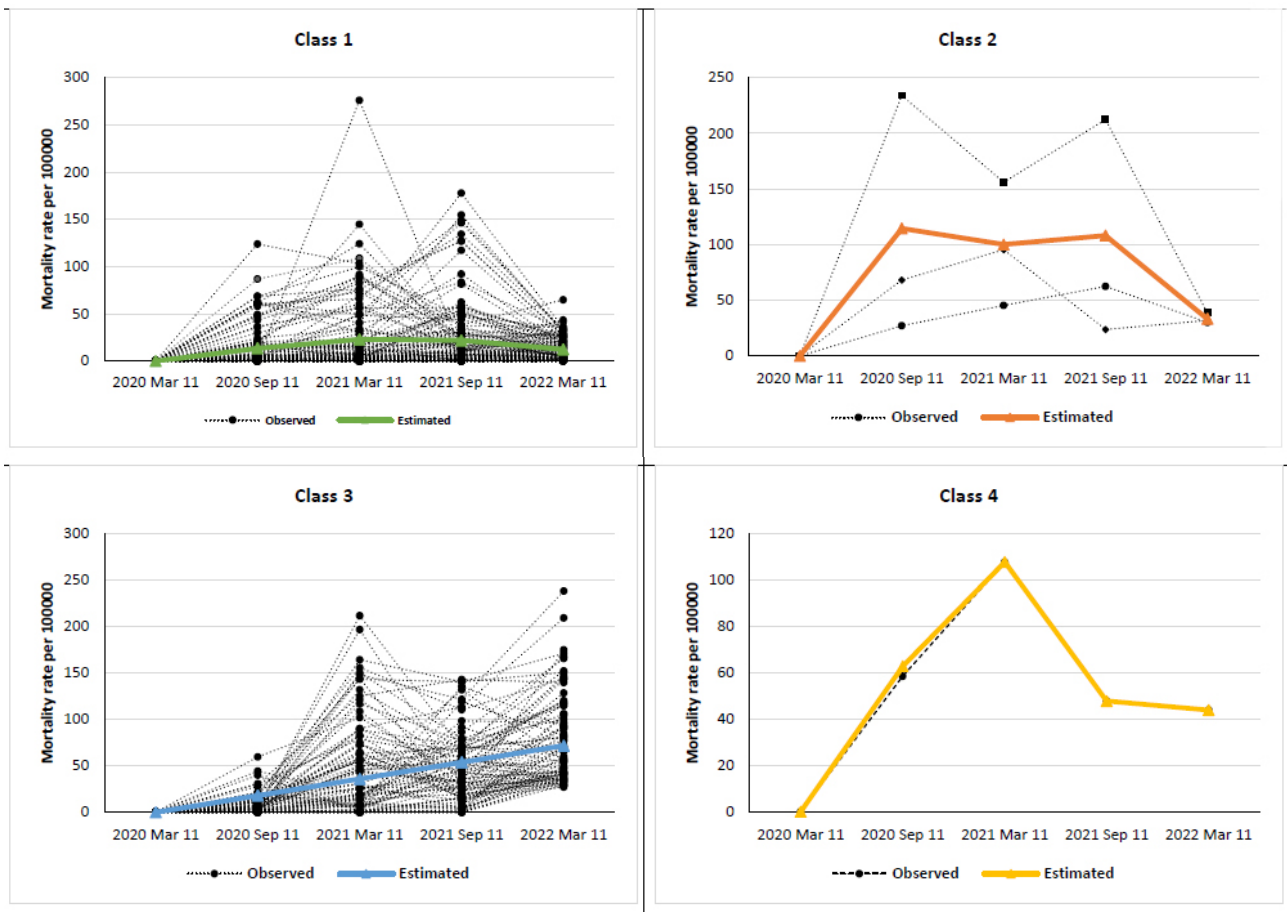 Class 1
Mortality rate per 100000
300
250
200
150
100
50
0
2020 Mar 11 2020 Sep 11 2021 Mar 11 2021 Sep 11 2022 Mar 11
Observed Estimated
Class 2
Mortality rate per 100000
250
200
150
100
50
0
2020 Mar 11 2020 Sep 11 2021 Mar 11 2021 Sep 11 2022 Mar 11
Observed Estimated
Class 3
Mortality rate per 100000
300
250
200
150
100
50
0
2020 Mar 11 2020 Sep 11 2021 Mar 11 2021 Sep 11 2022 Mar 11
Observed Estimated
Class 4
Mortality rate per 100000
120
100
80
60
40
20
0
2020 Mar 11 2020 Sep 11 2021 Mar 11 2021 Sep 11 2022 Mar 11
Observed Estimated